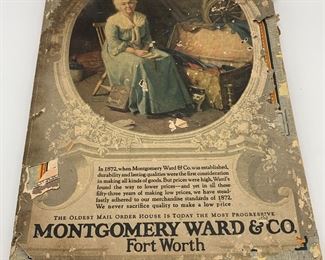 In 1872, when Montgomery Ward & Co. was established,
durability and lasting qualities were the first consideration
in making all kinds of goods. But prices were high. Ward's
found the way to lower prices—and yet in all these
fifty-three years of making low prices, we have stead-
fastly adhered to our merchandise standards of 1872.
We never sacrifice quality to make a low price
THE OLDEST MAIL ORDER HOUSE IS TODAY THE MOST PROGRESSIVE
MONTGOMERY WARD & CO.
Fort Worth